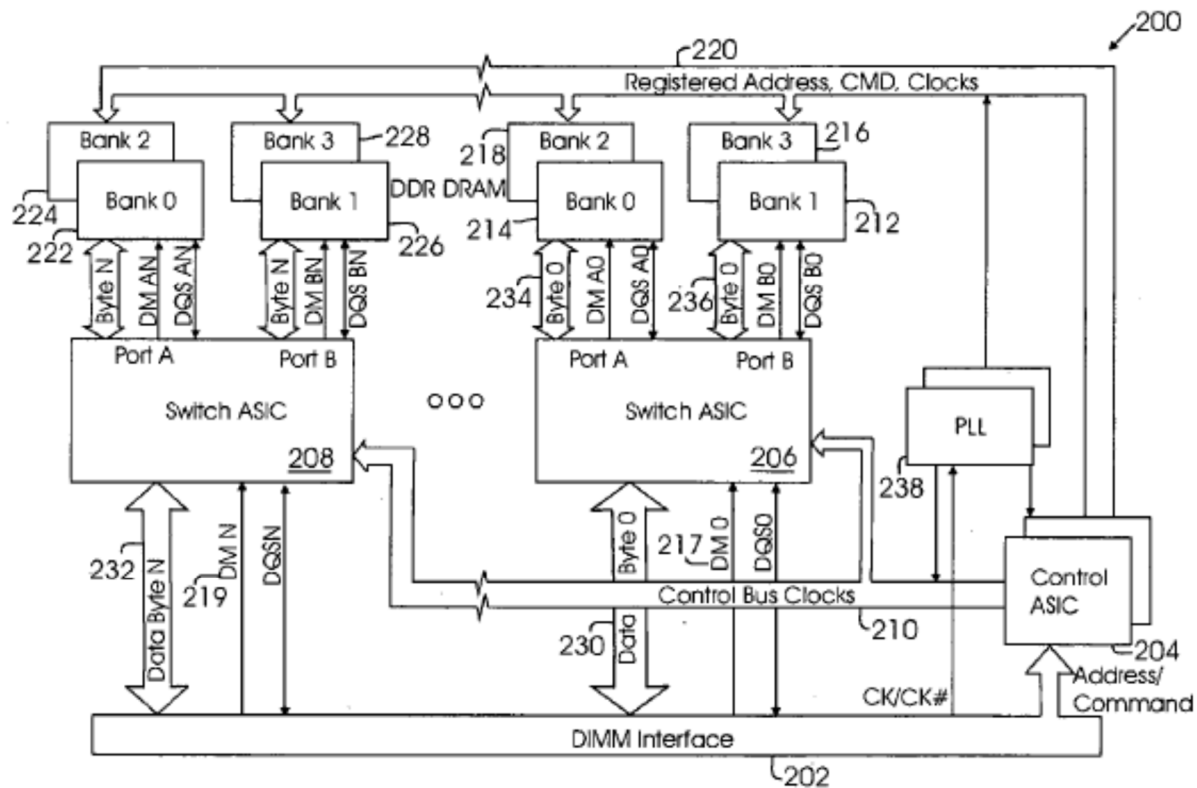 200
220
Registered Address, CMD, Clocks
Bank 2
Bank 3
228
218
Bank 2
Bank 3
216
Bank 0
Bank 1
DDR DRAM
Bank 0
Bank 1
224
222
226
214
212
Byte N
DM AN
DQS AN
Byte N
DM BN
DQS BN
234
Byte 0
DM A0
DQS A0
236
Byte 0
DM B0
DQS B0
Port A
Port B
Port A
Port B
Switch ASIC
Switch ASIC
PLL
208
206
238
232
Data Byte N
219
DM N
DQSN
230
Data Byte 0
217
DM 0
DQS0
Control Bus Clocks
210
Control
ASIC
204
Address/
Command
CK/CK#
DIMM Interface
202